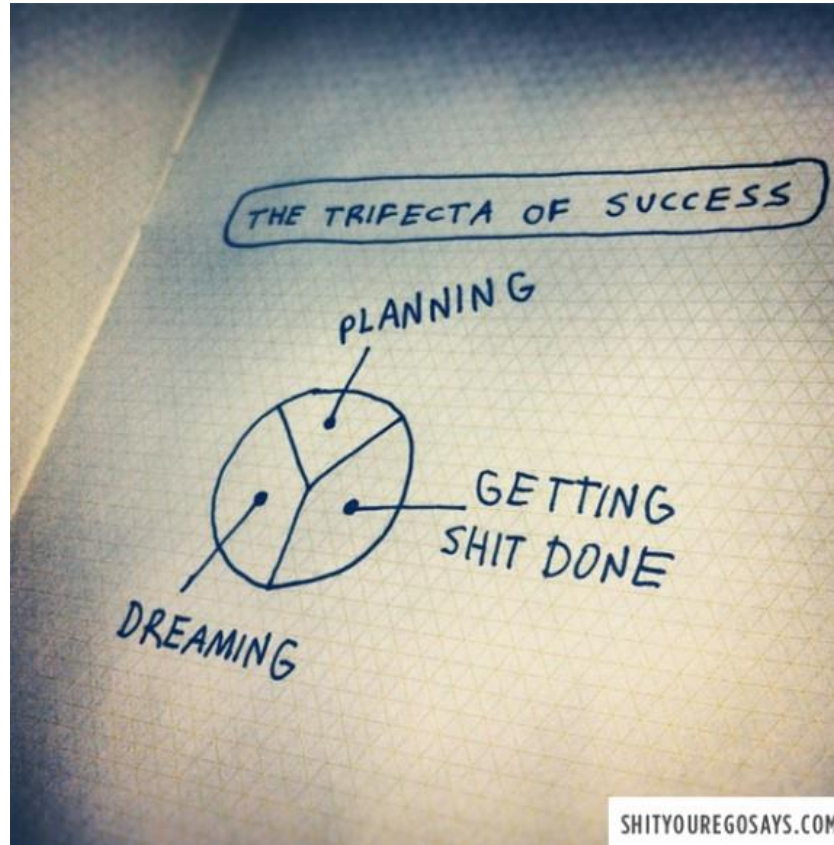 THE TRIFECTA OF SUCCESS
PLANNING
GETTING
SHIT DONE
DREAMING
SHITYOUREGOSAYS.COM